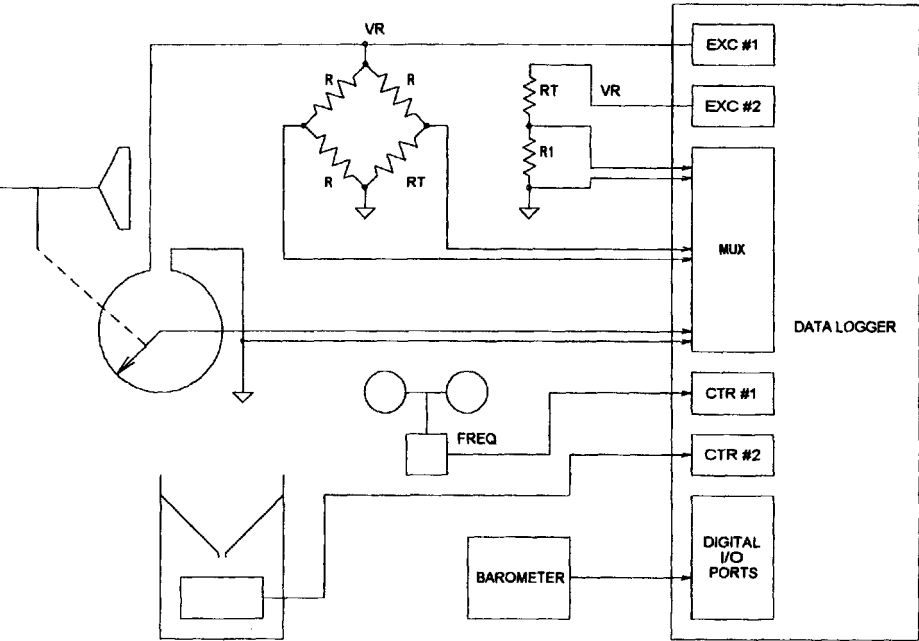 VR
EXC #1
R
R
RT
VR
EXC #2
R1
R
RT
MUX
DATA LOGGER
CTR #1
FREQ
CTR #2
BAROMETER
DIGITAL
I/O
PORTS